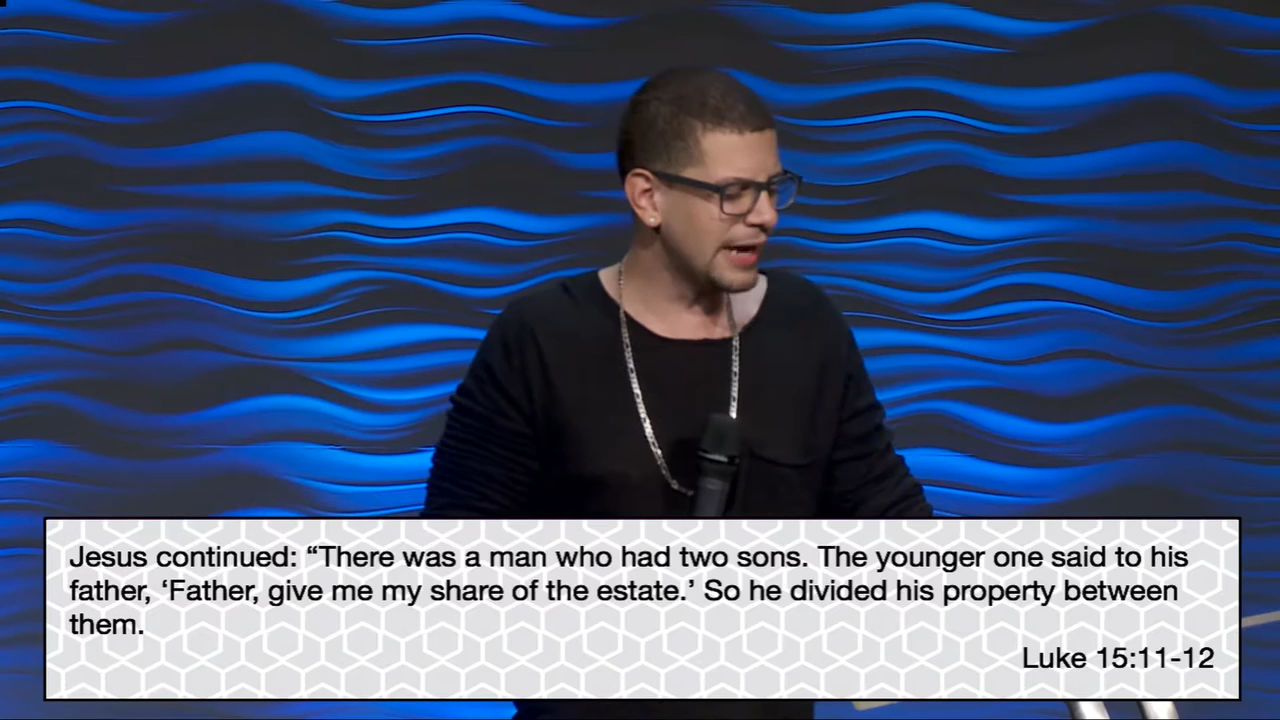 Jesus continued: “There was a man who had two sons. The younger one said to his
father, ‘Father, give me my share of the estate.’ So he divided his property between
them.
Luke 15:11-12